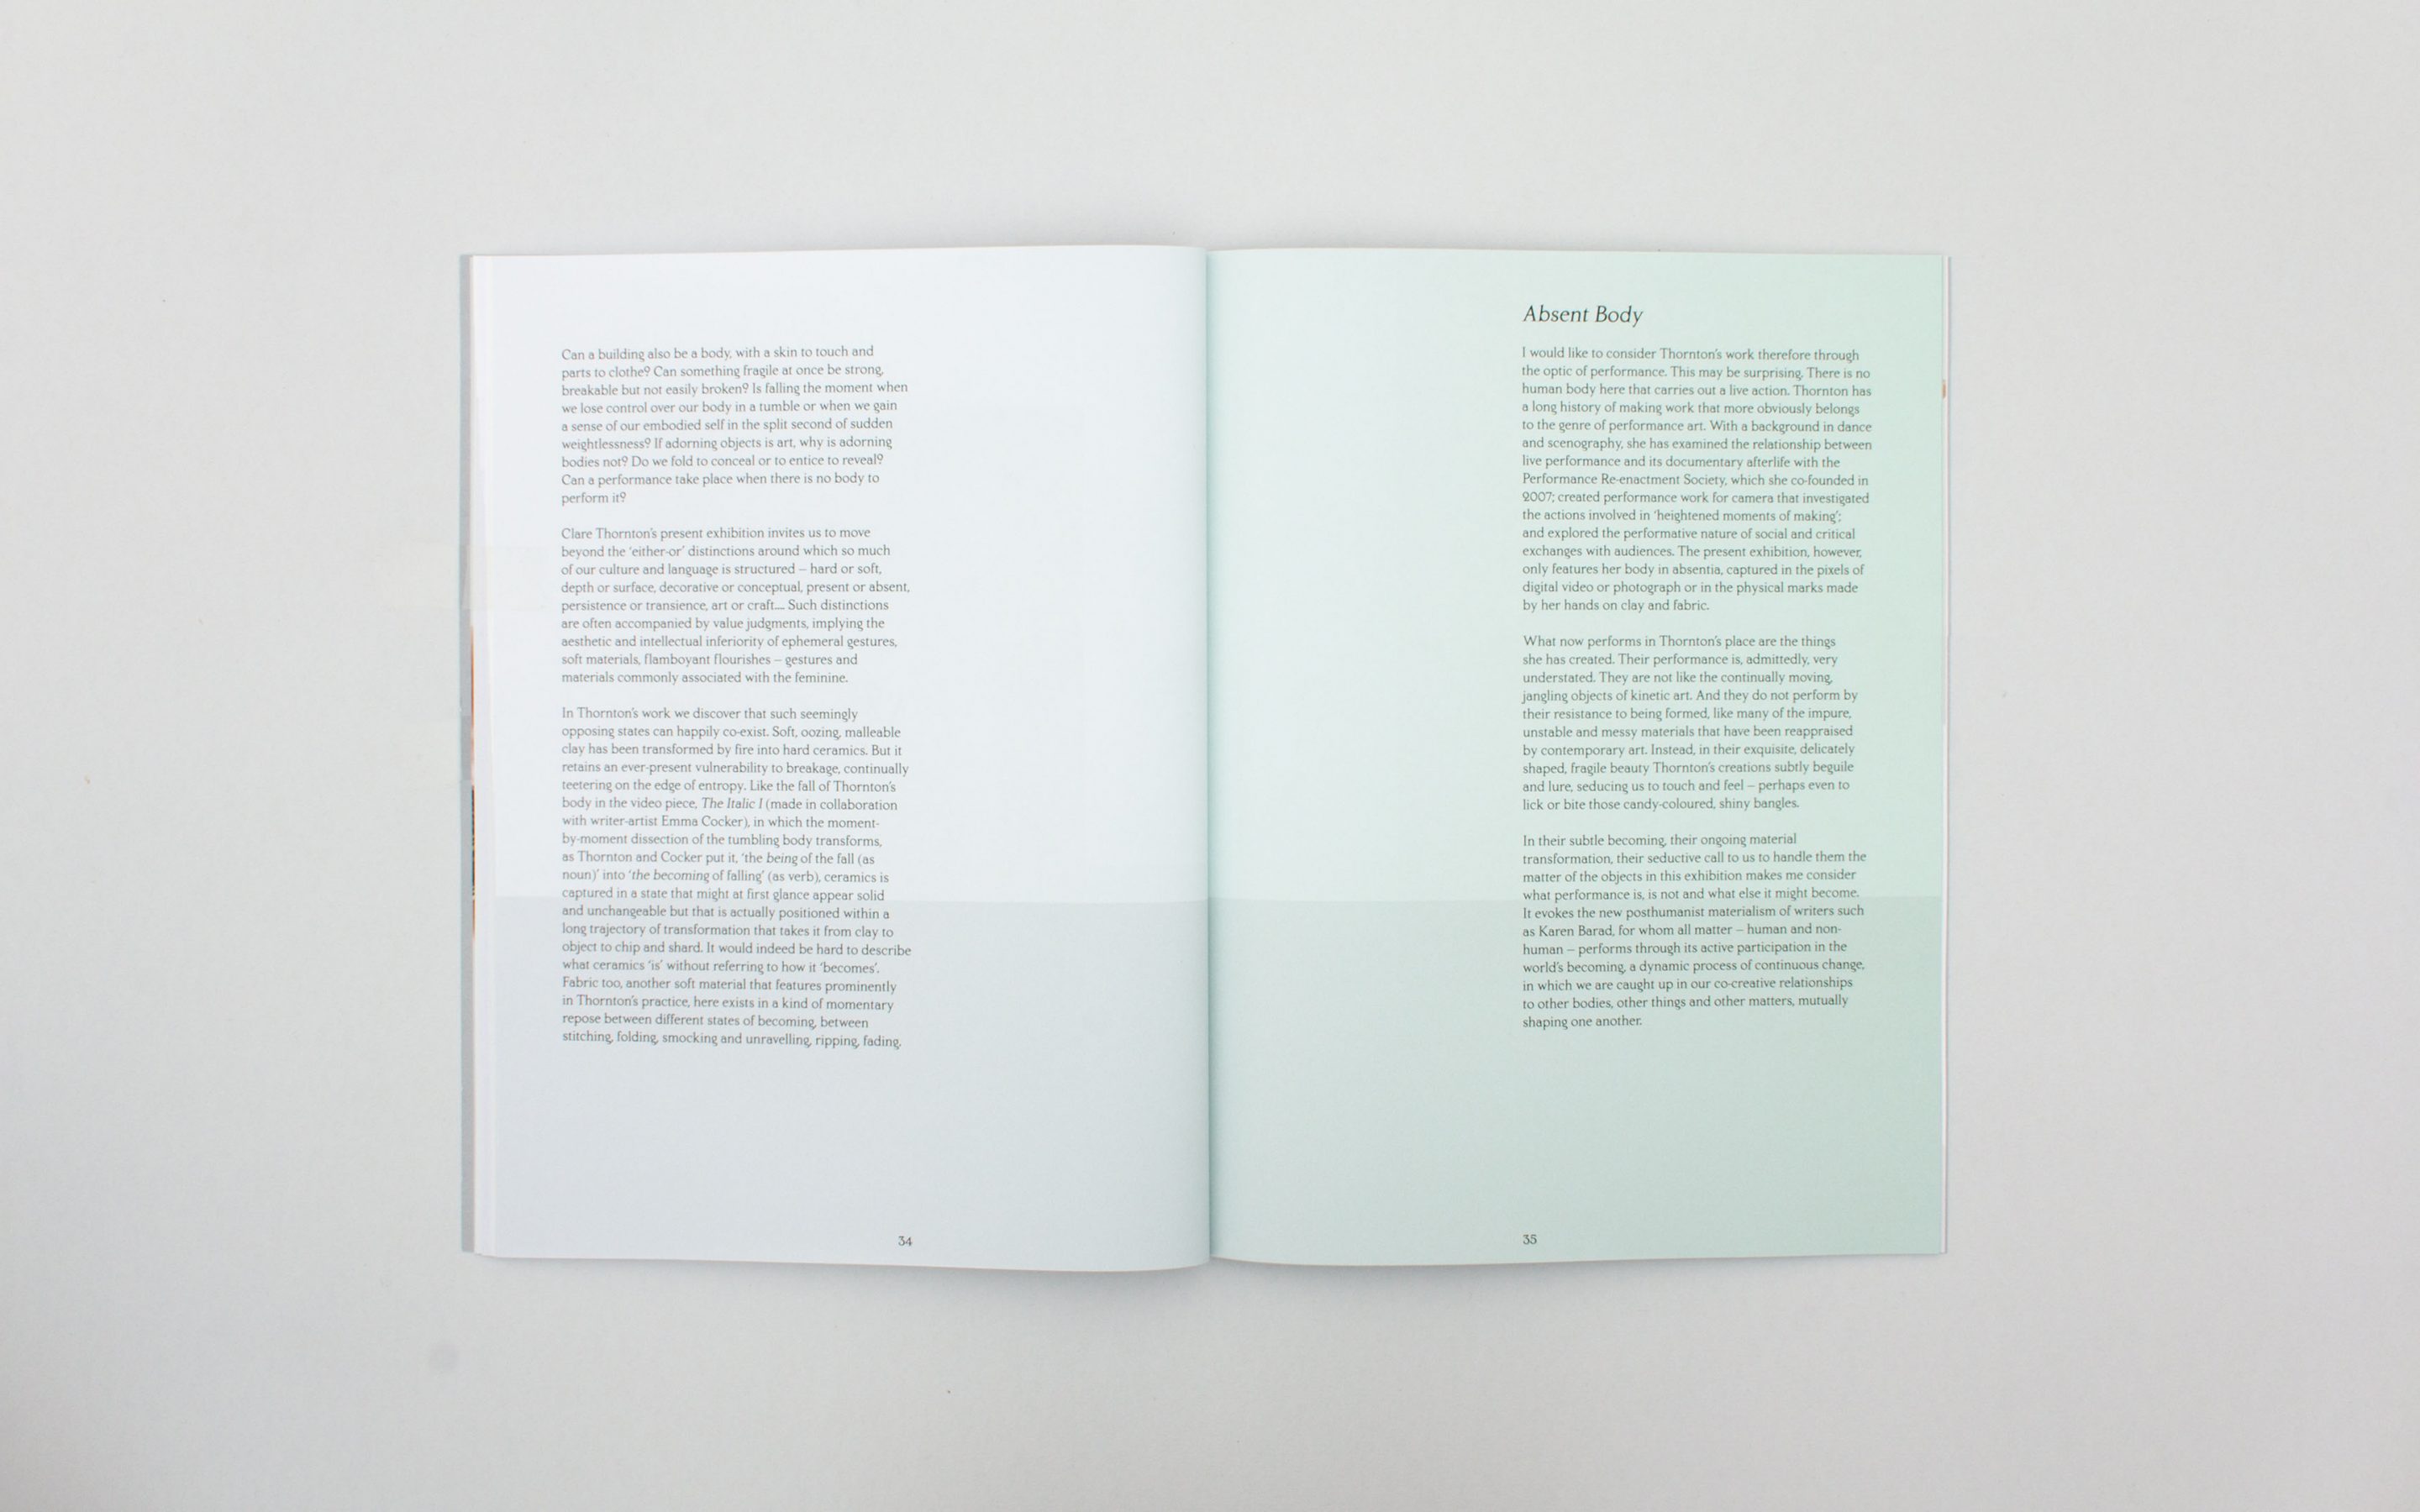 Can a building also be a body, with a skin to touch and
parts to clothe? Can something fragile at once be strong,
breakable but not easily broken? Is falling the moment when
we lose control over our body in a tumble or when we gain
a sense of our embodied self in the split second of sudden
weightlessness? If adorning objects is art, why is adorning
bodies not? Do we fold to conceal or to entice to reveal?
Can a performance take place when there is no body to
perform it?
Clare Thornton's present exhibition invites us to move
beyond the 'either-or' distinctions around which so much
of our culture and language is structured – hard or soft,
depth or surface, decorative or conceptual, present or absent,
persistence or transience, art or craft... Such distinctions
are often accompanied by value judgments, implying the
aesthetic and intellectual inferiority of ephemeral gestures,
soft materials, flamboyant flourishes – gestures and
materials commonly associated with the feminine.
In Thornton's work we discover that such seemingly
opposing states can happily co-exist. Soft, oozing, malleable
clay has been transformed by fire into hard ceramics. But it
retains an ever-present vulnerability to breakage, continually
teetering on the edge of entropy. Like the fall of Thornton's
body in the video piece, The Italic I (made in collaboration
with writer-artist Emma Cocker), in which the moment-
by-moment dissection of the tumbling body transforms,
as Thornton and Cocker put it, 'the being of the fall (as
noun)' into 'the becoming of falling' (as verb), ceramics is
captured in a state that might at first glance appear solid
and unchangeable but that is actually positioned within a
long trajectory of transformation that takes it from clay to
object to chip and shard. It would indeed be hard to describe
what ceramics 'is' without referring to how it 'becomes'.
Fabric too, another soft material that features prominently
in Thornton's practice, here exists in a kind of momentary
repose between different states of becoming, between
stitching, folding, smocking and unravelling, ripping, fading.
34
Absent Body
I would like to consider Thornton's work therefore through
the optic of performance. This may be surprising. There is no
human body here that carries out a live action. Thornton has
a long history of making work that more obviously belongs
to the genre of performance art. With a background in dance
and scenography, she has examined the relationship between
live performance and its documentary afterlife with the
Performance Re-enactment Society, which she co-founded in
2007; created performance work for camera that investigated
the actions involved in 'heightened moments of making';
and explored the performative nature of social and critical
exchanges with audiences. The present exhibition, however,
only features her body in absentia, captured in the pixels of
digital video or photograph or in the physical marks made
by her hands on clay and fabric.
What now performs in Thornton's place are the things
she has created. Their performance is, admittedly, very
understated. They are not like the continually moving,
jangling objects of kinetic art. And they do not perform by
their resistance to being formed, like many of the impure,
unstable and messy materials that have been reappraised
by contemporary art. Instead, in their exquisite, delicately
shaped, fragile beauty Thornton's creations subtly beguile
and lure, seducing us to touch and feel – perhaps even to
lick or bite those candy-coloured, shiny bangles.
In their subtle becoming, their ongoing material
transformation, their seductive call to us to handle them the
matter of the objects in this exhibition makes me consider
what performance is, is not and what else it might become.
It evokes the new posthumanist materialism of writers such
as Karen Barad, for whom all matter – human and non-
human – performs through its active participation in the
world's becoming, a dynamic process of continuous change,
in which we are caught up in our co-creative relationships
to other bodies, other things and other matters, mutually
shaping one another.
35